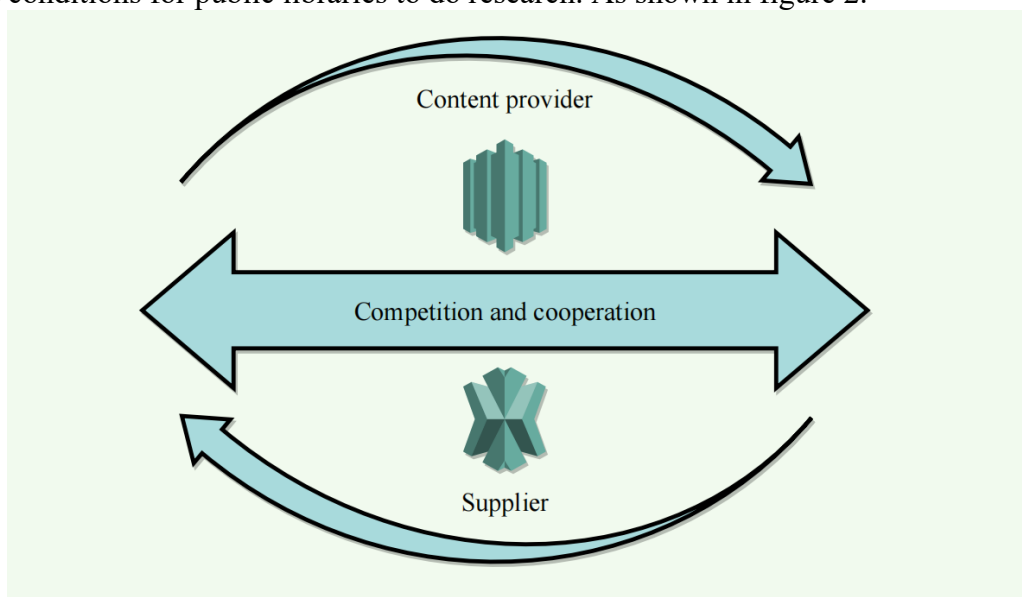 conditions for public libraries to do research. As shown in figure 2.
Content provider
Competition and cooperation
Supplier